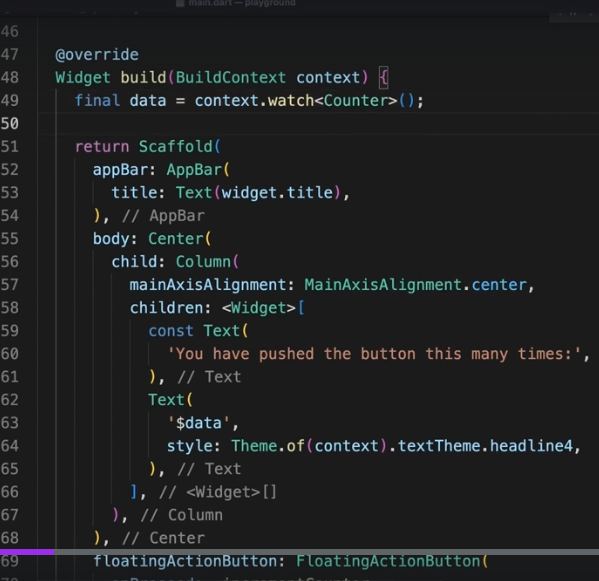 main.dart — playground
46
47 @override
48 Widget build(BuildContext context) {
49 final data = context.watch<Counter>();
50
51 return Scaffold(
52 appBar: AppBar(
53 title: Text(widget.title),
54 ), // AppBar
55 body: Center(
56 child: Column(
57 mainAxisAlignment: MainAxisAlignment.center,
58 children: <Widget>[
59 const Text(
60 'You have pushed the button this many times:',
61 ), // Text
62 Text(
63 '$data',
64 style: Theme.of(context).textTheme.headline4,
65 ), // Text
66 ], // <Widget>[]
67 ), // Column
68 ), // Center
69 floatingActionButton: FloatingActionButton(